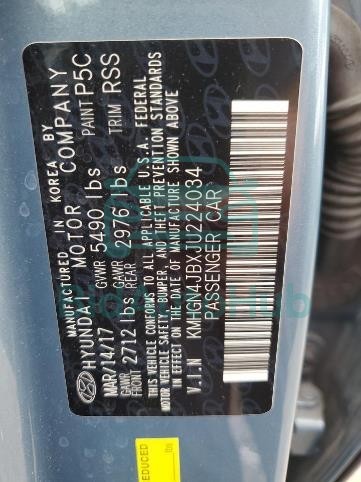 MANUFACTURED IN KOREA BY
HYUNDAI MOTOR COMPANY
MAR/14/17 GVWR 5490 lbs PAINT P5C
GAWR FRONT 2712 lbs GAWR REAR 2976 lbs TRIM RSS
THIS VEHICLE CONFORMS TO ALL APPLICABLE U.S.A. FEDERAL
MOTOR VEHICLE SAFETY, BUMPER, AND THEFT PREVENTION STANDARDS
IN EFFECT ON THE DATE OF MANUFACTURE SHOWN ABOVE
V.I.N KMHGN4JBXJU224034
PASSENGER CAR
REDUCED
lbs